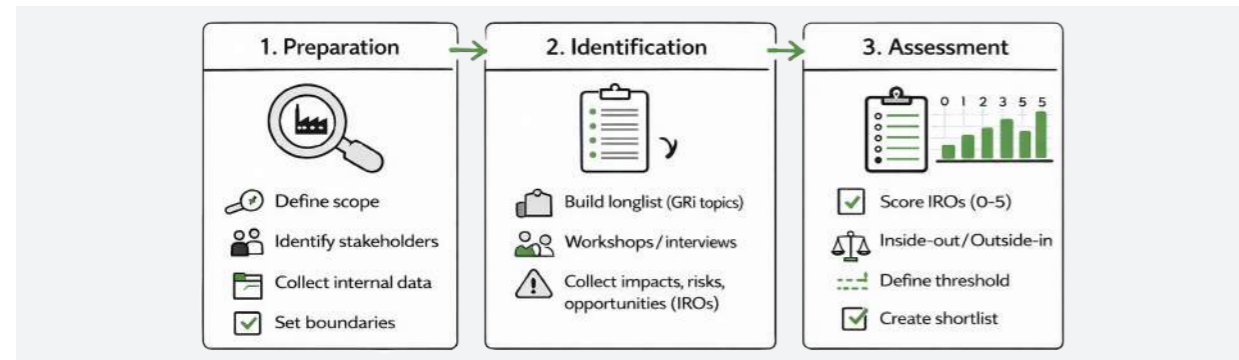 1. Preparation
Define scope
Identify stakeholders
Collect internal data
Set boundaries
2. Identification
Build longlist (GRi topics)
Workshops/interviews
Collect impacts, risks,
opportunities (IROs)
3. Assessment
0 1 2 3 5 5
Score IROs (0–5)
Inside-out/Outside-in
Define threshold
Create shortlist